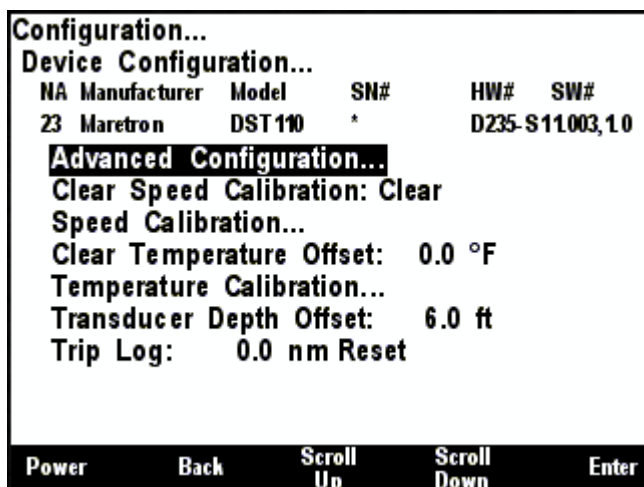 Configuration...
Device Configuration...
NA Manufacturer Model SN# HW# SW#
23 Maretron DST110 * D235-S11.003,1.0
Advanced Configuration...
Clear Speed Calibration: Clear
Speed Calibration...
Clear Temperature Offset: 0.0 °F
Temperature Calibration...
Transducer Depth Offset: 6.0 ft
Trip Log: 0.0 nm Reset
Power Back Scroll Up Scroll Down Enter